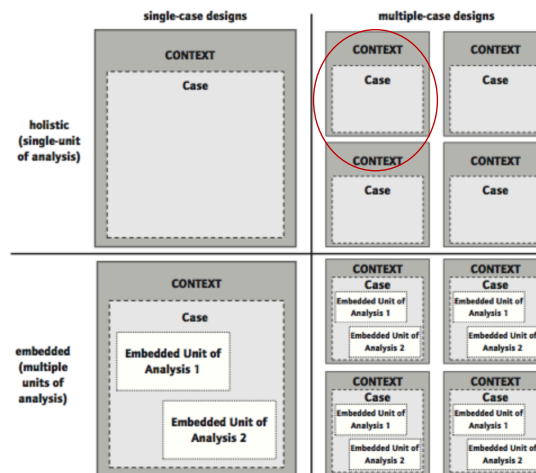 single-case designs
multiple-case designs
CONTEXT
Case
CONTEXT
Case
CONTEXT
Case
holistic
(single-unit
of analysis)
CONTEXT
Case
CONTEXT
Case
CONTEXT
Case
Embedded Unit of
Analysis 1
Embedded Unit of
Analysis 2
embedded
(multiple
units of
analysis)
CONTEXT
Case
Embedded Unit of
Analysis 1
Embedded Unit of
Analysis 2
CONTEXT
Case
Embedded Unit of
Analysis 1
Embedded Unit of
Analysis 2
CONTEXT
Case
Embedded Unit of
Analysis 1
Embedded Unit of
Analysis 2
CONTEXT
Case
Embedded Unit of
Analysis 1
Embedded Unit of
Analysis 2